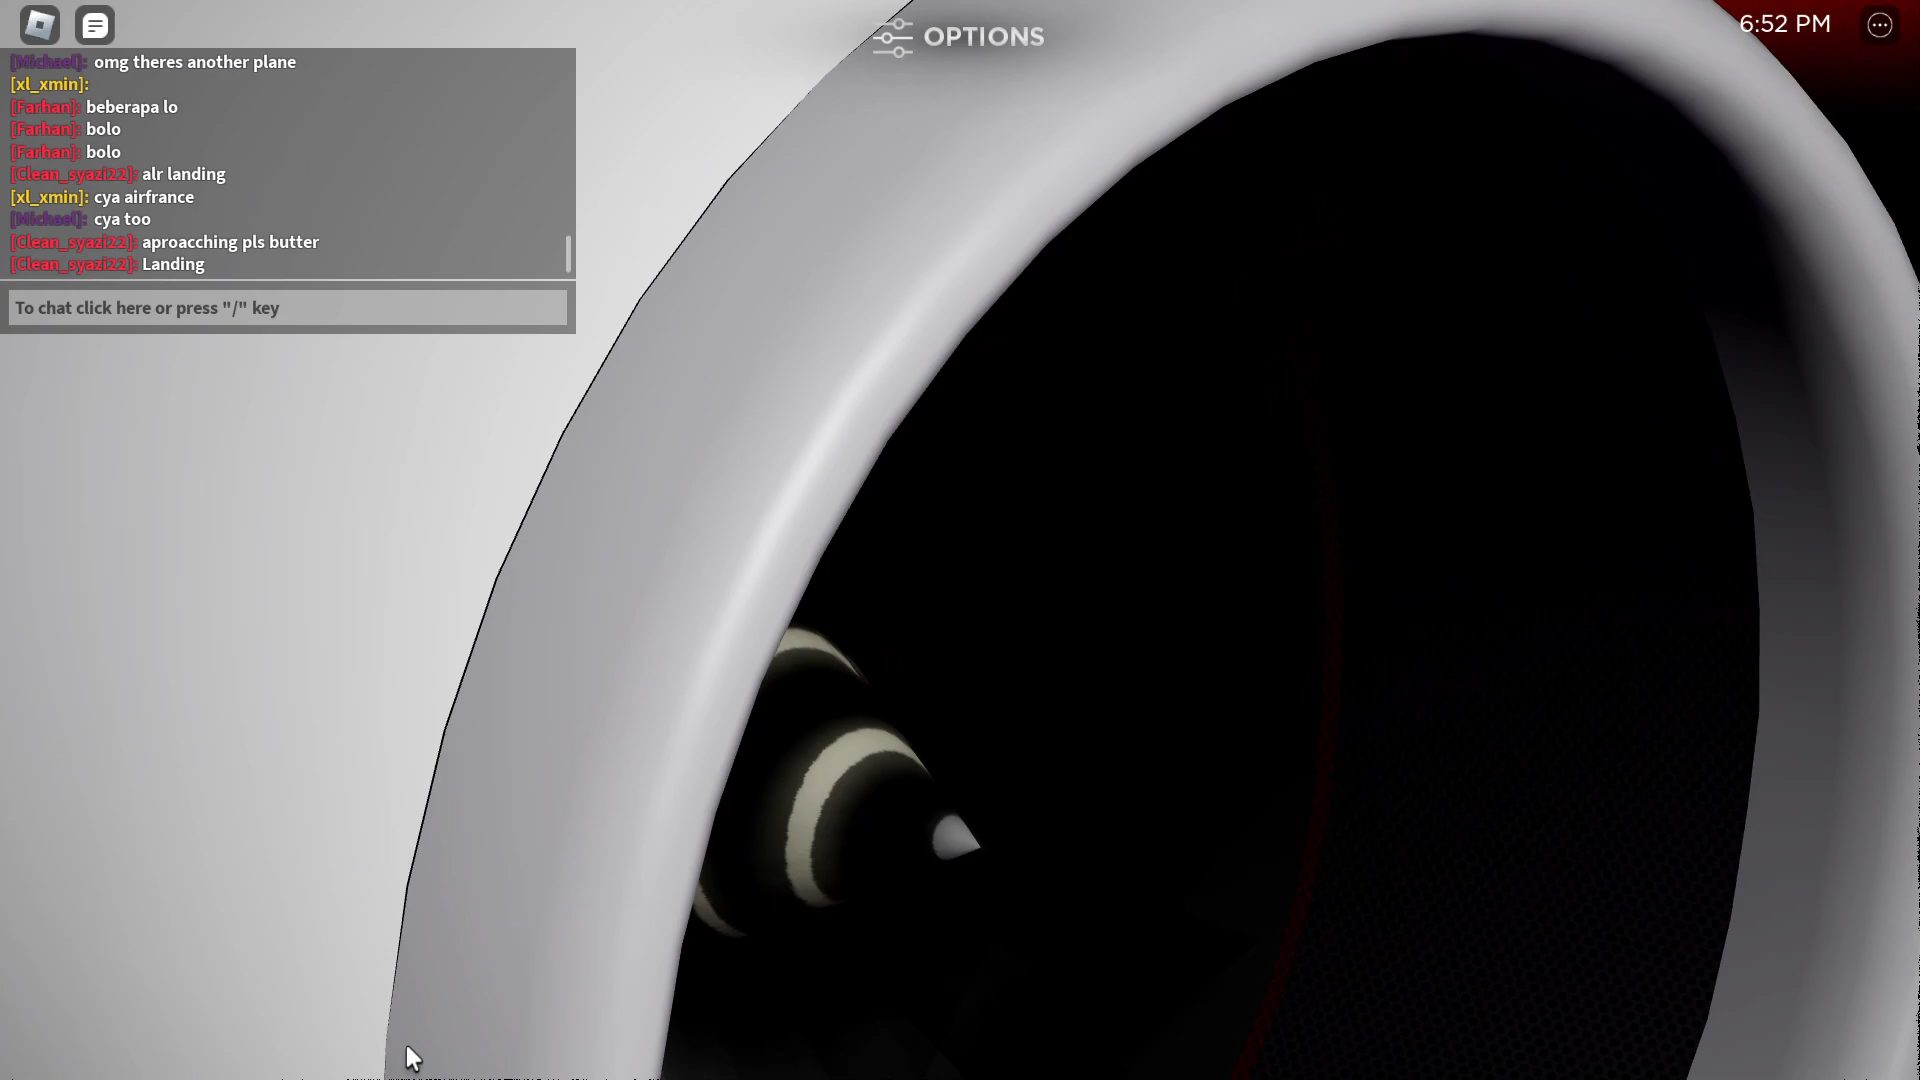 OPTIONS
6:52 PM
[Michael]: omg theres another plane
[xl_xmin]:
[Farhan]: beberapa lo
[Farhan]: bolo
[Farhan]: bolo
[Clean_syazi22]: alr landing
[xl_xmin]: cya airfrance
[Michael]: cya too
[Clean_syazi22]: aproacching pls butter
[Clean_syazi22]: Landing
To chat click here or press "/" key